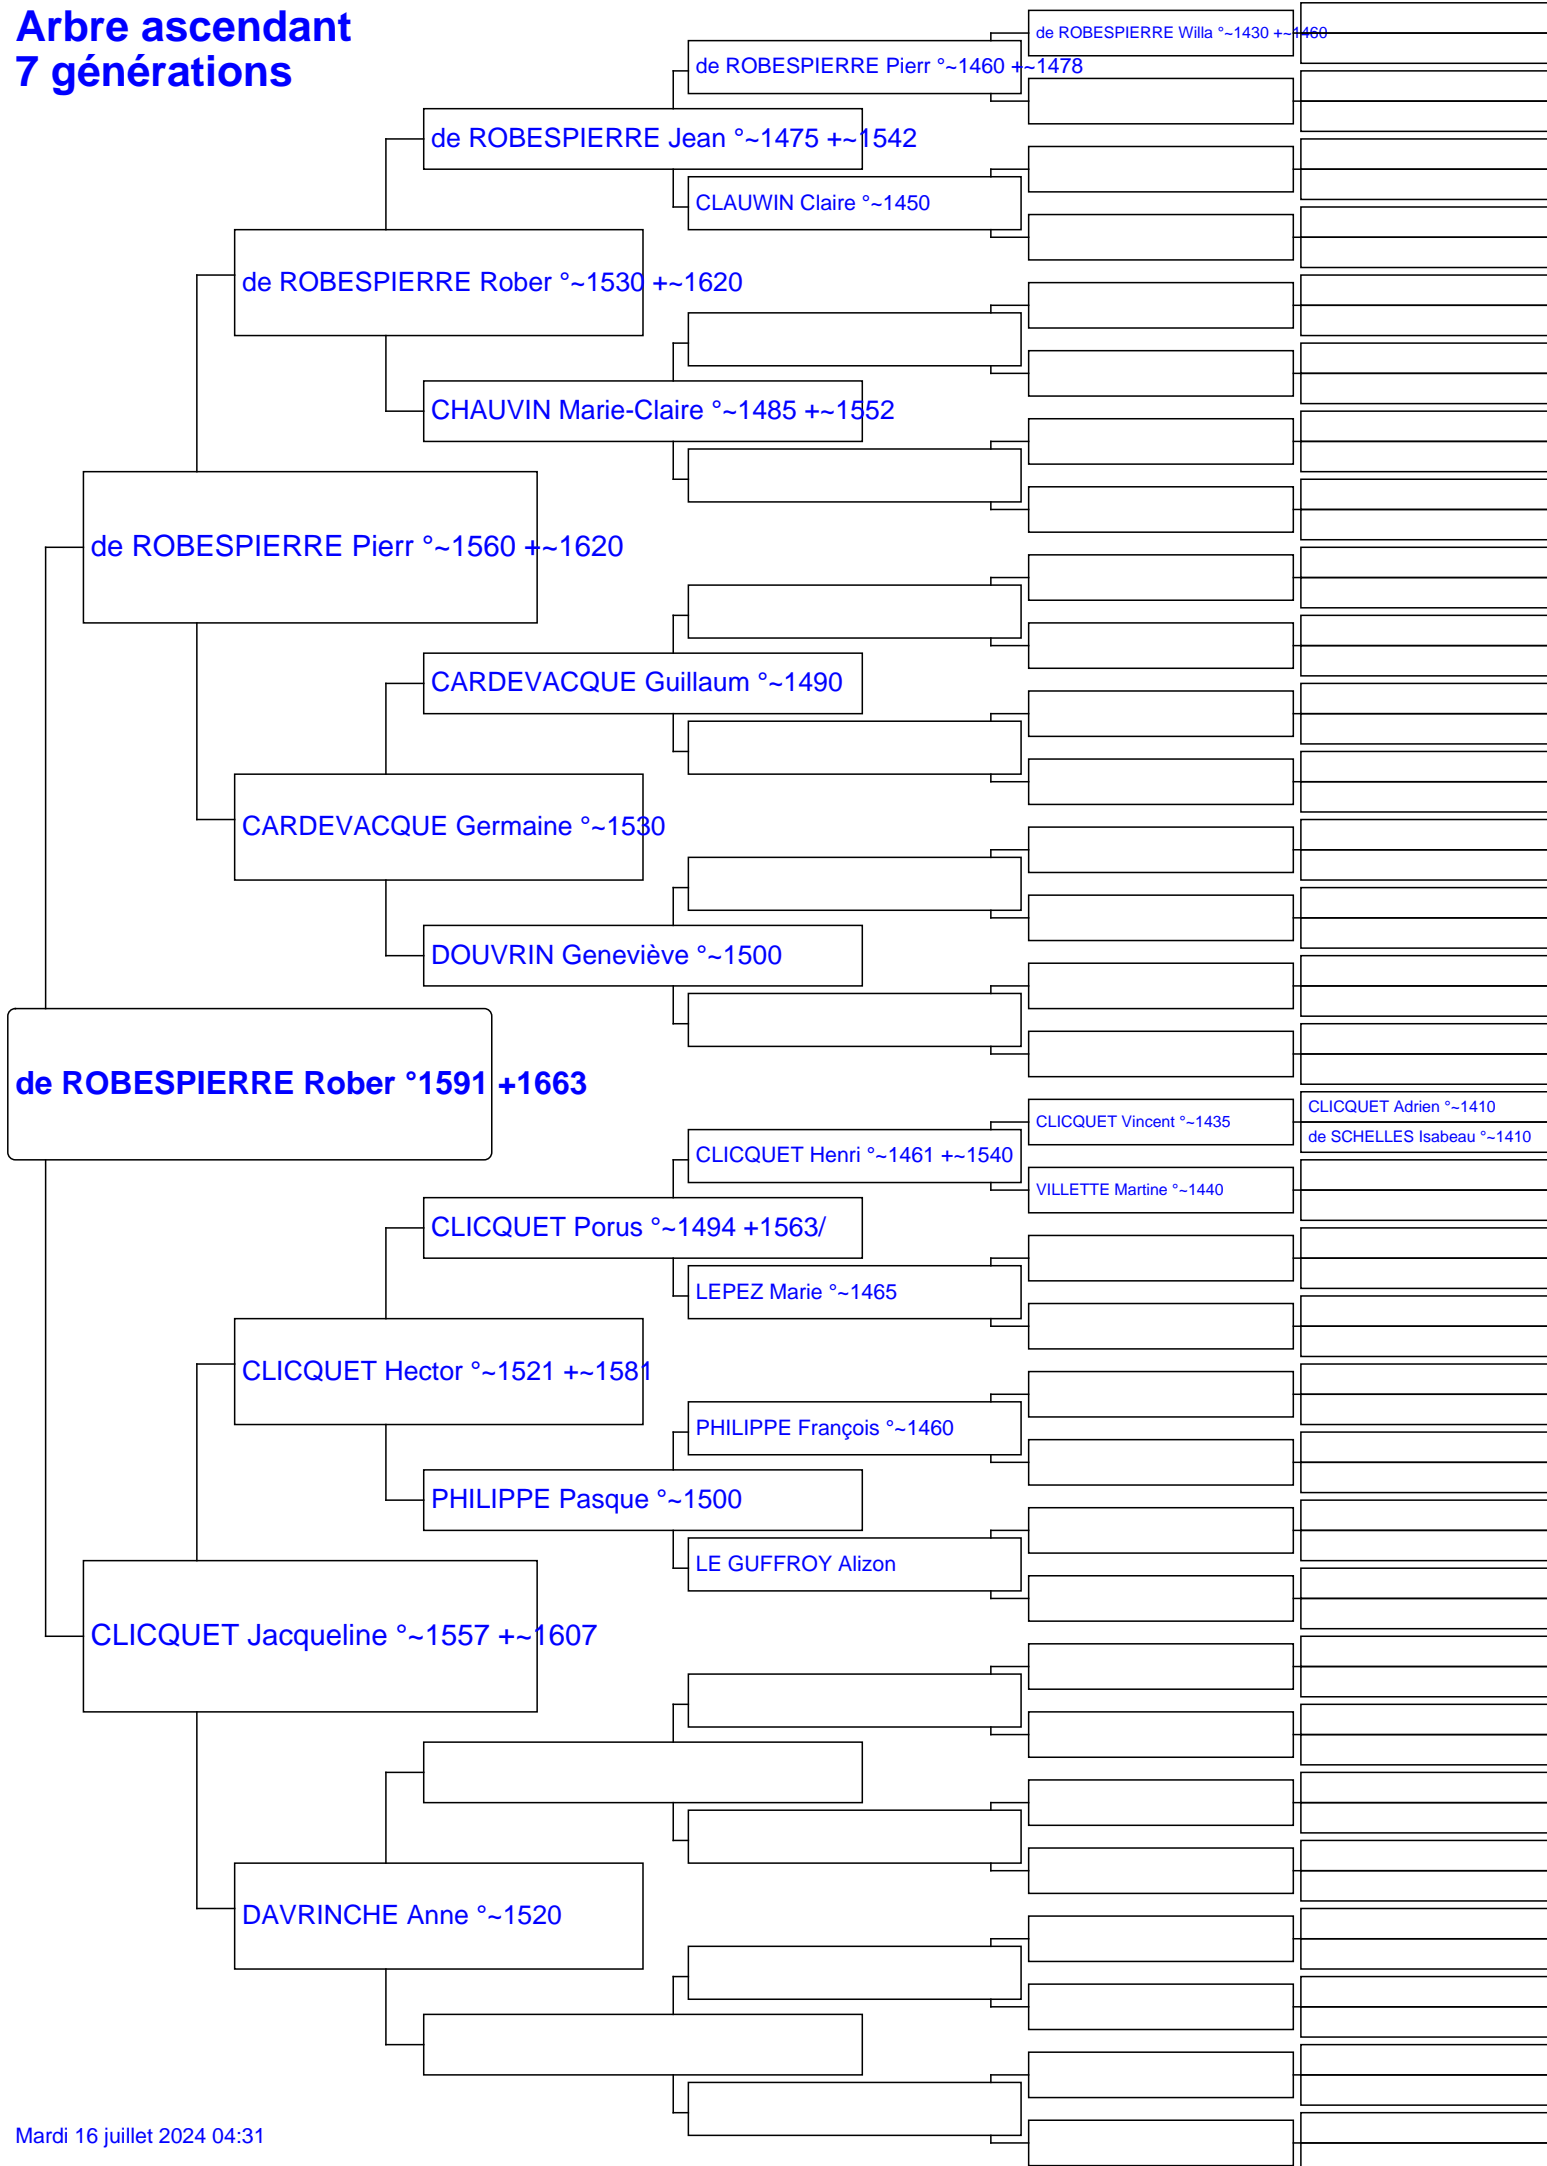 Arbre ascendant
7 générations
de ROBESPIERRE Willa °~1430 +~1460
de ROBESPIERRE Pierr °~1460 +~1478
de ROBESPIERRE Jean °~1475 +~1542
CLAUWIN Claire °~1450
de ROBESPIERRE Rober °~1530 +~1620
CHAUVIN Marie-Claire °~1485 +~1552
de ROBESPIERRE Pierr °~1560 +~1620
CARDEVACQUE Guillaum °~1490
CARDEVACQUE Germaine °~1530
DOUVRIN Geneviève °~1500
de ROBESPIERRE Rober °1591 +1663
CLICQUET Adrien °~1410
CLICQUET Vincent °~1435
de SCHELLES Isabeau °~1410
CLICQUET Henri °~1461 +~1540
VILLETTE Martine °~1440
CLICQUET Porus °~1494 +1563/
LEPEZ Marie °~1465
CLICQUET Hector °~1521 +~1581
PHILIPPE François °~1460
PHILIPPE Pasque °~1500
LE GUFFROY Alizon
CLICQUET Jacqueline °~1557 +~1607
DAVRINCHE Anne °~1520
Mardi 16 juillet 2024 04:31